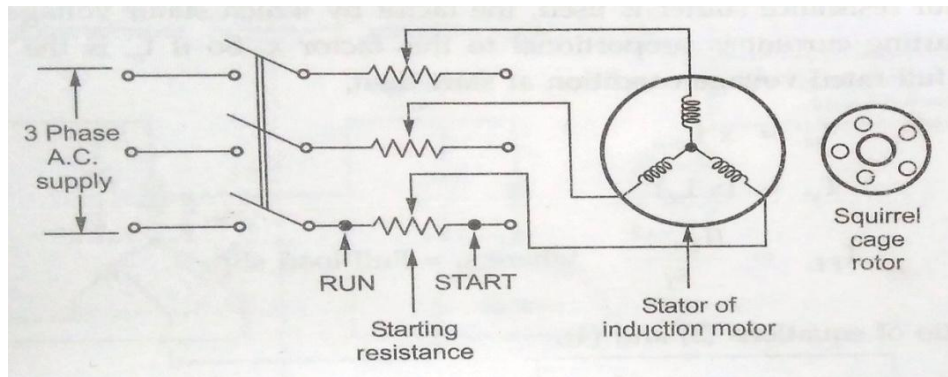 3 Phase
A.C.
supply
RUN
START
Starting
resistance
Stator of
induction motor
Squirrel
cage
rotor